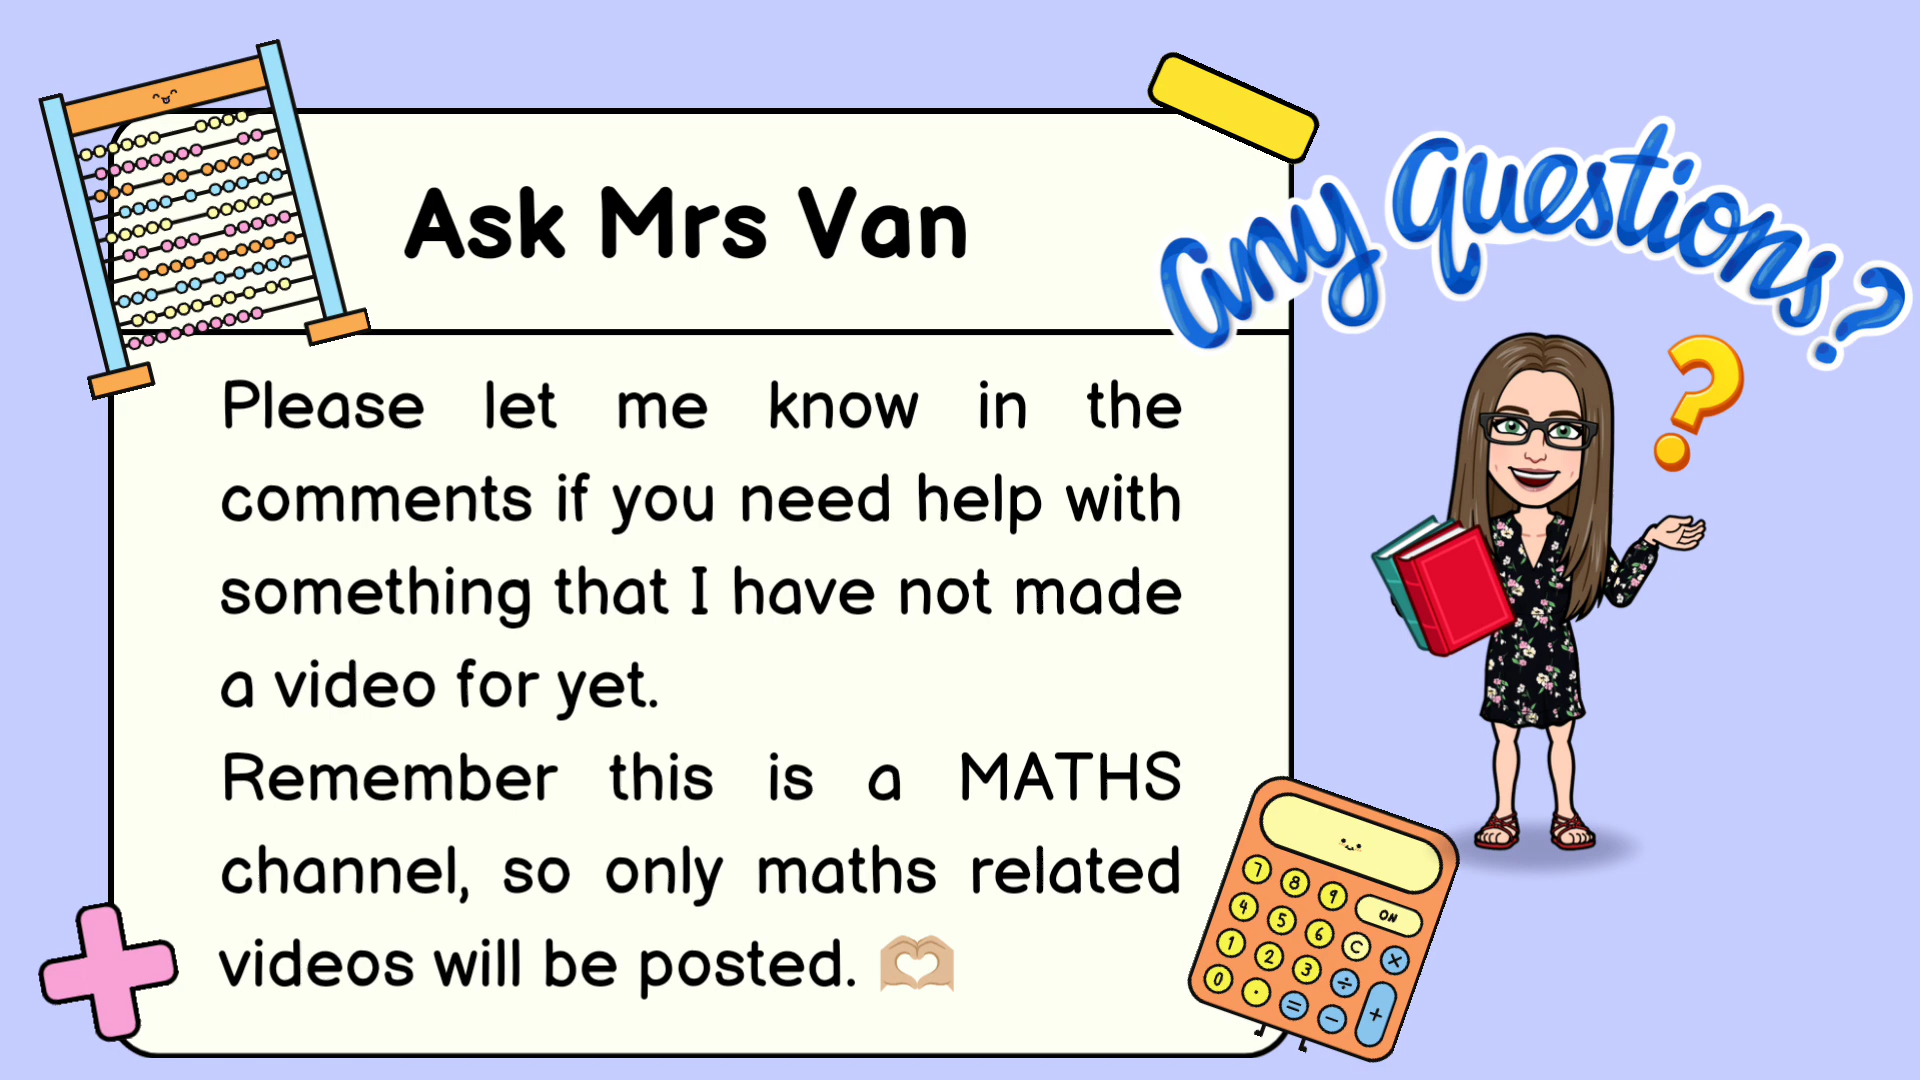 Ask Mrs Van
any questions?
Please let me know in the
comments if you need help with
something that I have not made
a video for yet.
Remember this is a MATHS
channel, so only maths related
videos will be posted. 🫶🏼
?
7 8 9 ON
4 5 6 C ×
1 2 3 ÷
0 · = − +